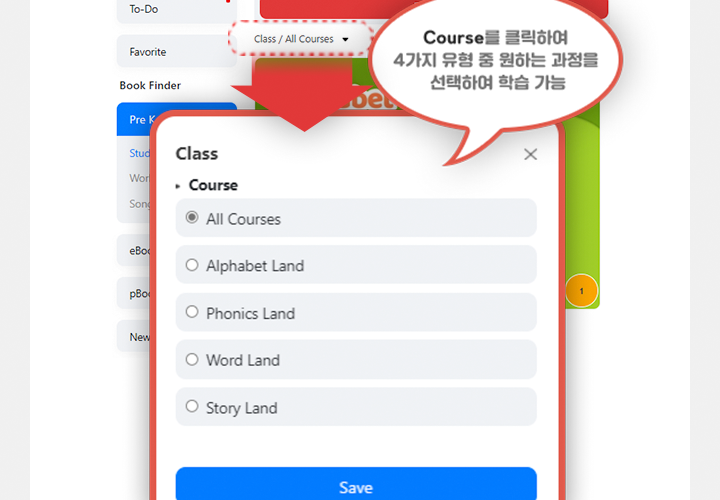 To-Do
Favorite
Book Finder
Pre K
Stud
Wor
Song
eBoo
pBoo
New
Class / All Courses
Course를 클릭하여
4가지 유형 중 원하는 과정을
선택하여 학습 가능
Class
Course
All Courses
Alphabet Land
Phonics Land
Word Land
Story Land
Save
1